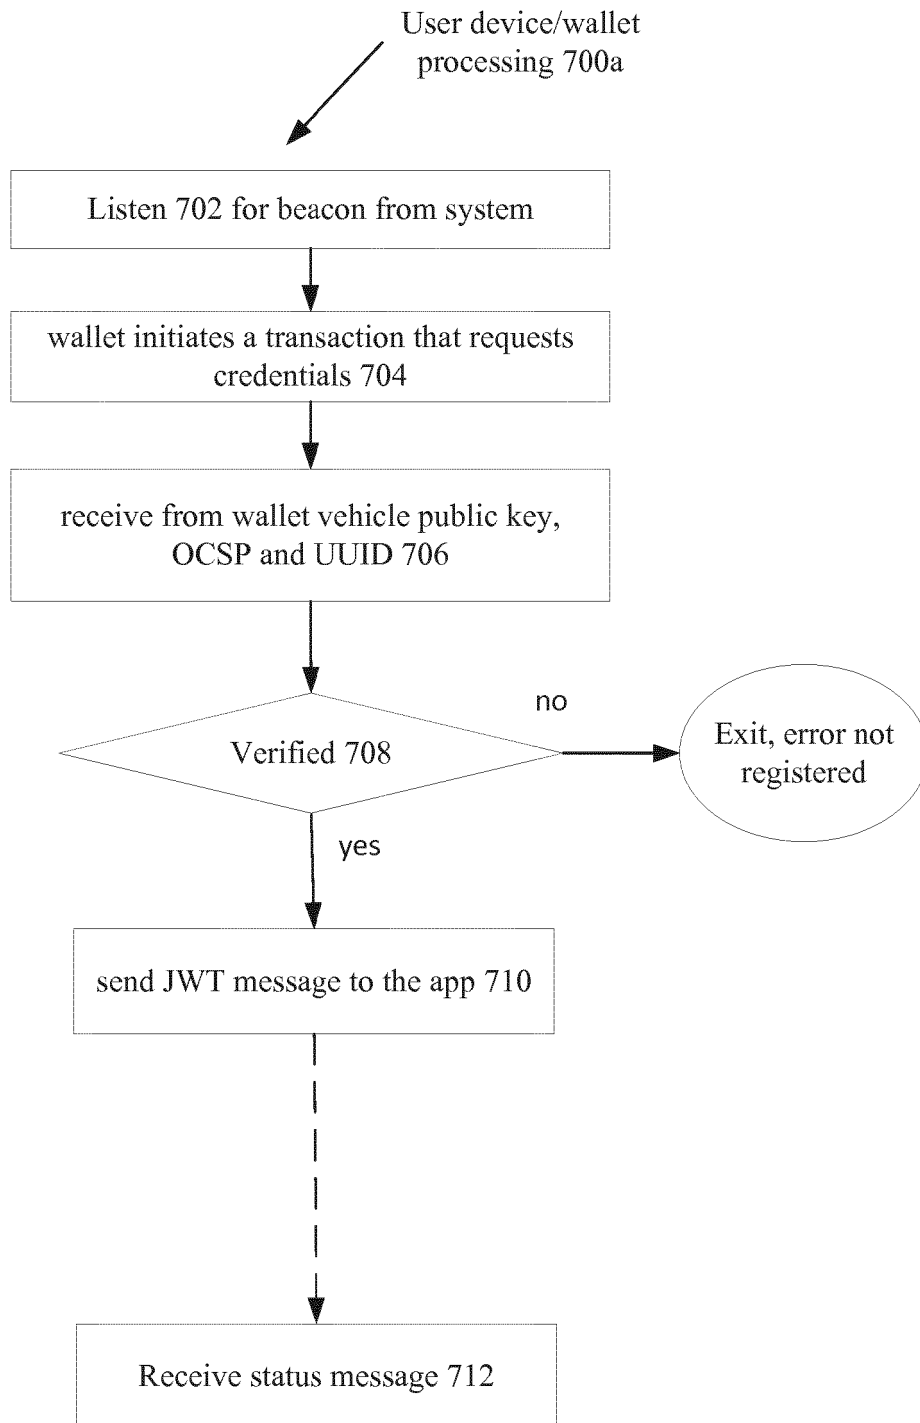 User device/wallet
processing 700a
Listen 702 for beacon from system
wallet initiates a transaction that requests
credentials 704
receive from wallet vehicle public key,
OCSP and UUID 706
Verified 708
no
Exit, error not
registered
yes
send JWT message to the app 710
Receive status message 712